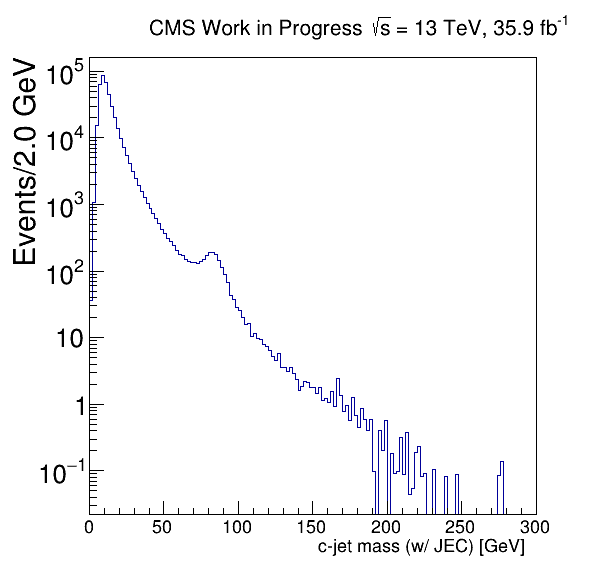 CMS Work in Progress √s = 13 TeV, 35.9 fb⁻¹
Events/2.0 GeV
10⁵
10⁴
10³
10²
10
1
10⁻¹
0 50 100 150 200 250 300
c-jet mass (w/ JEC) [GeV]